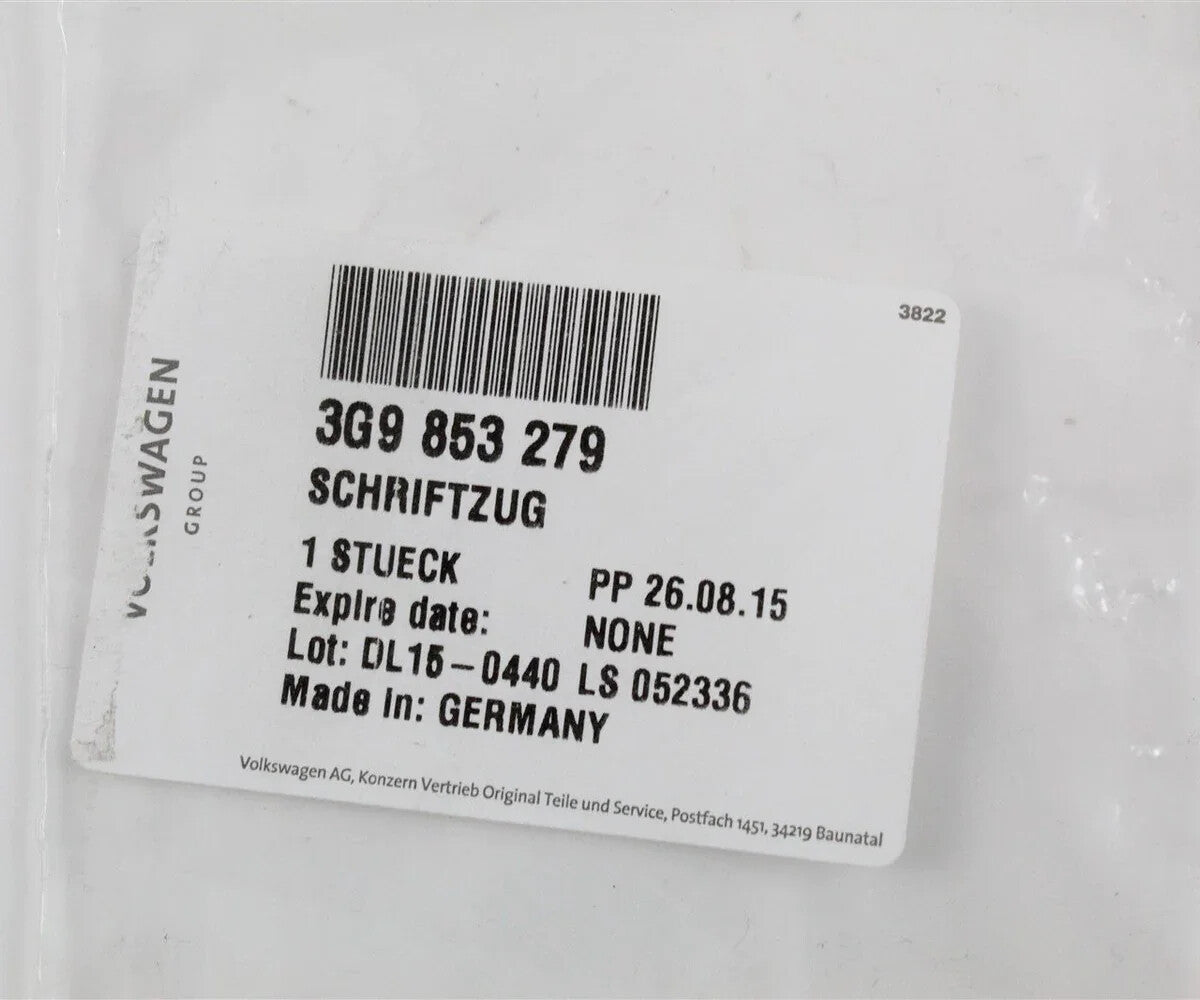 3822
VOLKSWAGEN
GROUP
3G9 853 279
SCHRIFTZUG
1 STUECK PP 26.08.15
Expire date: NONE
Lot: DL15-0440 LS 052336
Made in: GERMANY
Volkswagen AG, Konzern Vertrieb Original Teile und Service, Postfach 1451, 34219 Baunatal